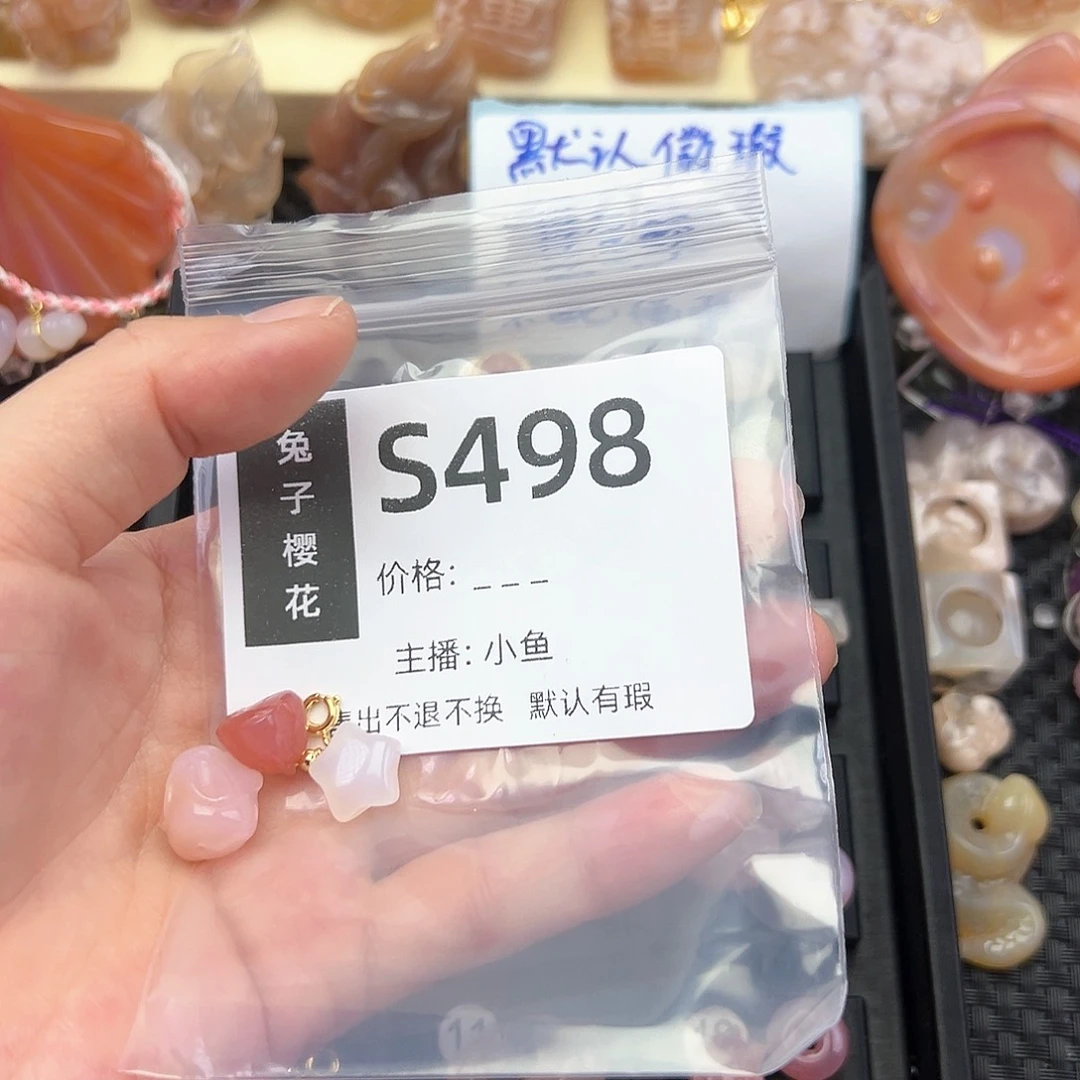 默认微瑕
兔子樱花
S498
价格: _ _ _
主播: 小鱼
出不退不换 默认有瑕